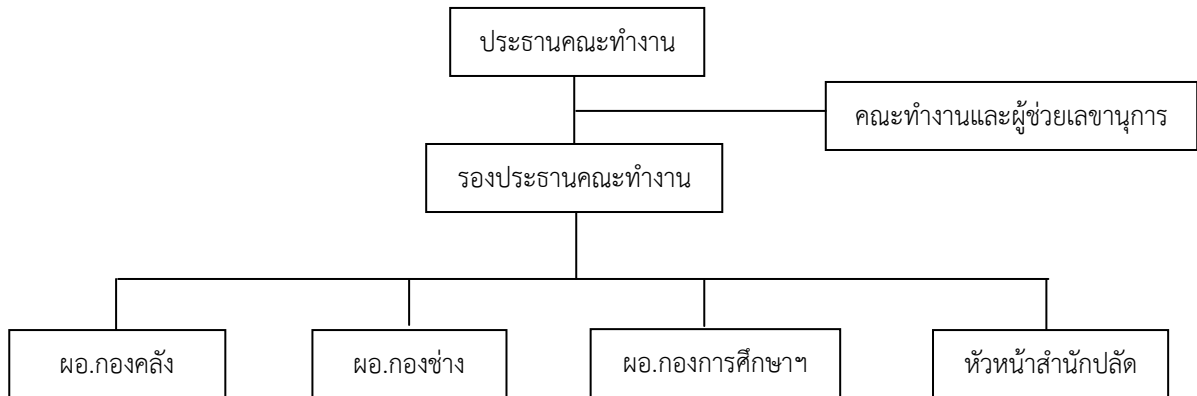 ประธานคณะทำงาน
คณะทำงานและผู้ช่วยเลขานุการ
รองประธานคณะทำงาน
ผอ.กองคลัง
ผอ.กองช่าง
ผอ.กองการศึกษาฯ
หัวหน้าสำนักปลัด